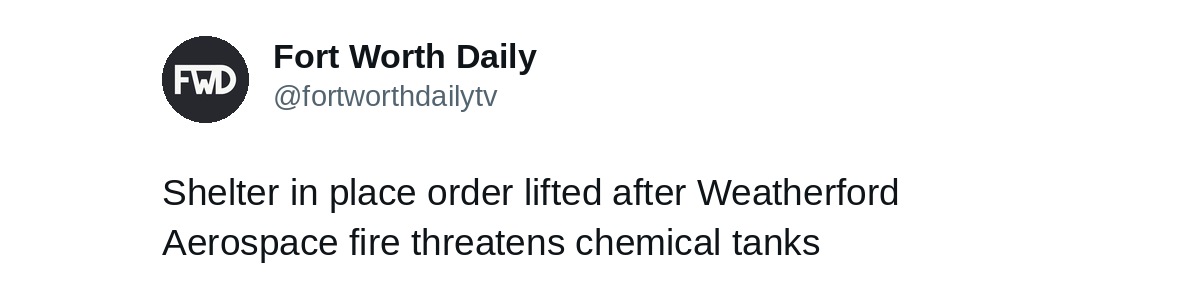 FWD
Fort Worth Daily
@fortworthdailytv
Shelter in place order lifted after Weatherford
Aerospace fire threatens chemical tanks